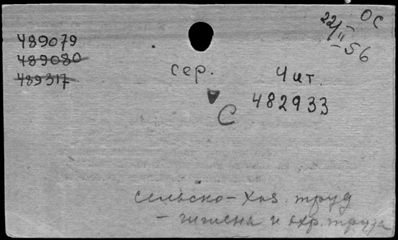 ОС
22/II-56
489079
489080
489317
сер.
Чит.
482933
С
сельско-хоз. труд
- гигиена и охр. труда